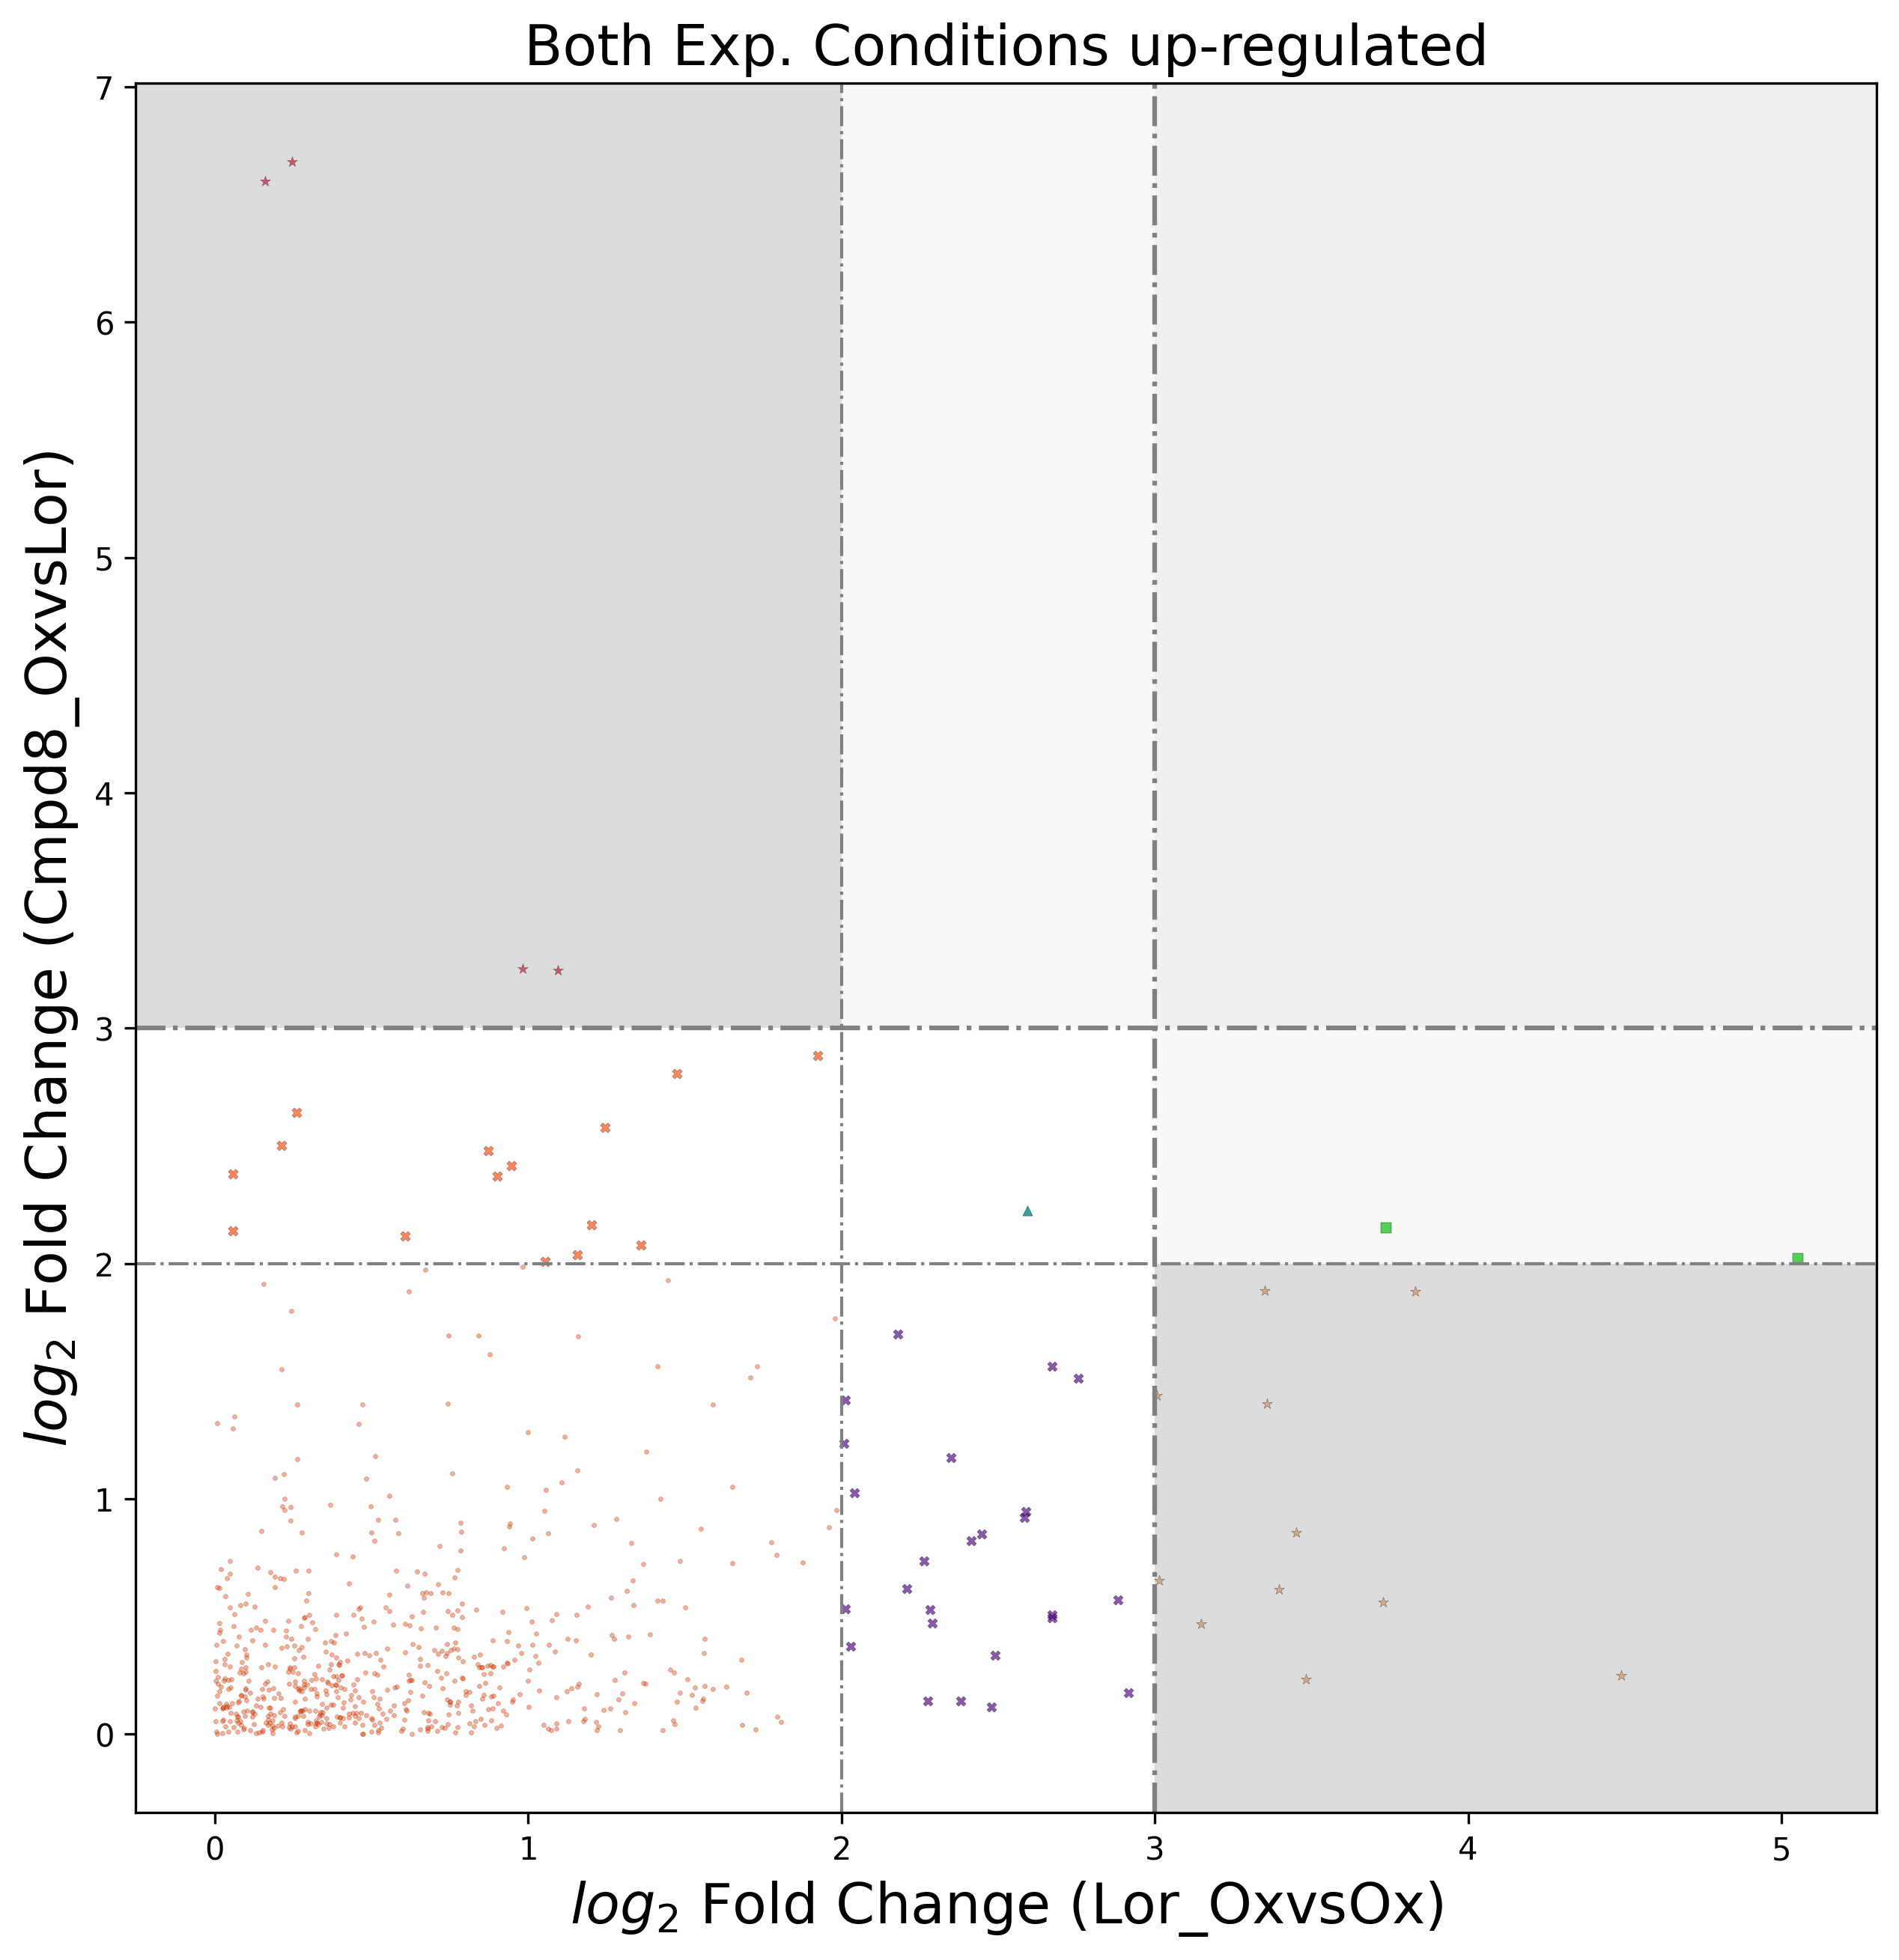 Both Exp. Conditions up-regulated
log2 Fold Change (Cmpd8_OxvsLor)
7
6
5
4
3
2
1
0
0 1 2 3 4 5
log2 Fold Change (Lor_OxvsOx)